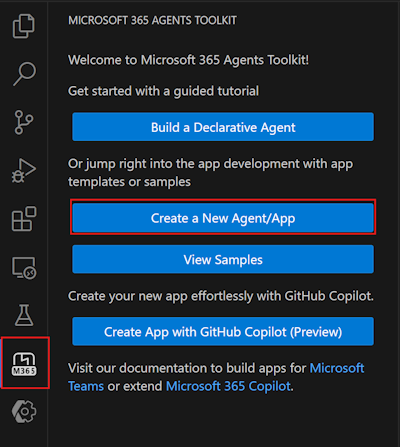 MICROSOFT 365 AGENTS TOOLKIT
Welcome to Microsoft 365 Agents Toolkit!
Get started with a guided tutorial
Build a Declarative Agent
Or jump right into the app development with app
templates or samples
Create a New Agent/App
View Samples
Create your new app effortlessly with GitHub Copilot.
Create App with GitHub Copilot (Preview)
M365
Visit our documentation to build apps for Microsoft
Teams or extend Microsoft 365 Copilot.